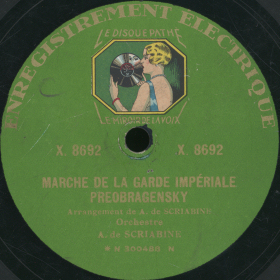 ENREGISTREMENT ÉLECTRIQUE
LE DISQUE PATHÉ
LE MIROIR DE LA VOIX
X. 8692 X. 8692
MARCHE DE LA GARDE IMPÉRIALE
PREOBRAGENSKY
Arrangement de A. de SCRIABINE
Orchestre
A. de SCRIABINE